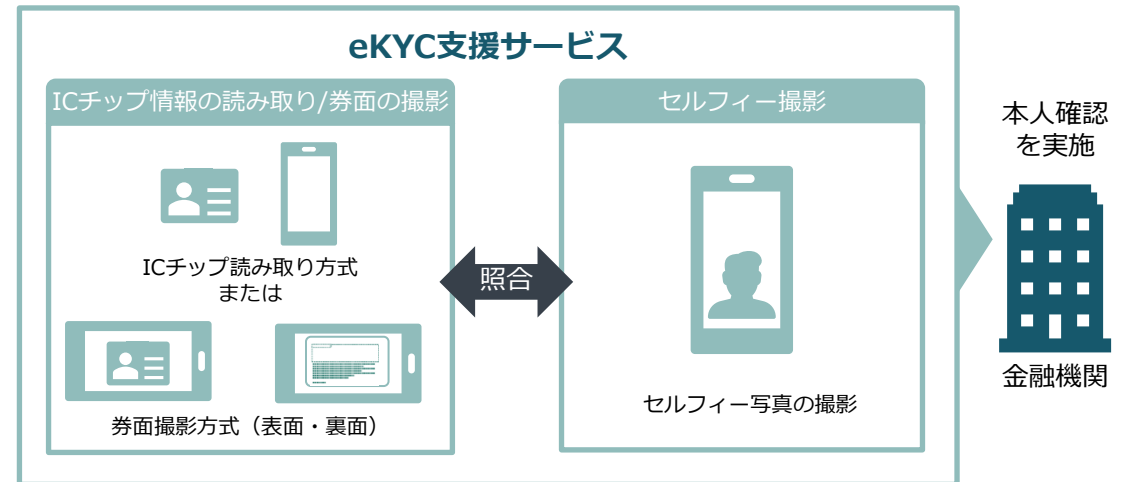 eKYC支援サービス
ICチップ情報の読み取り/券面の撮影
ICチップ読み取り方式
または
券面撮影方式（表面・裏面）
照合
セルフィー撮影
セルフィー写真の撮影
本人確認
を実施
金融機関